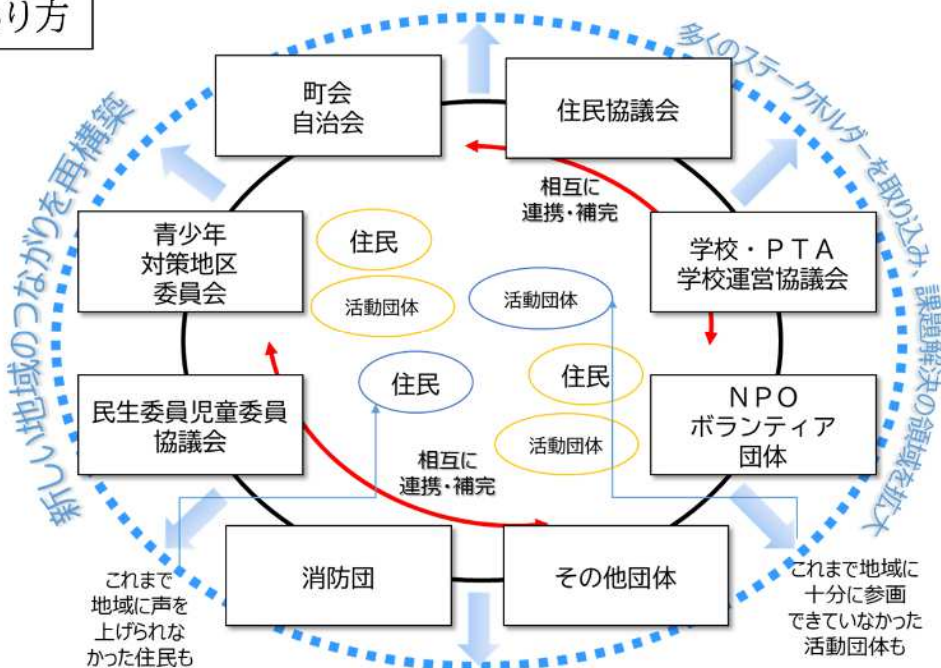 り方
多くのステークホルダーを取り込み、課題解決の領域を拡大
新しい地域のつながりを再構築
町会
自治会
住民協議会
相互に
連携・補完
青少年
対策地区
委員会
住民
活動団体
活動団体
学校・PTA
学校運営協議会
住民
住民
活動団体
民生委員児童委員
協議会
NPO
ボランティア
団体
相互に
連携・補完
消防団
その他団体
これまで
地域に声を
上げられな
かった住民も
これまで地域に
十分に参画
できていなかった
活動団体も